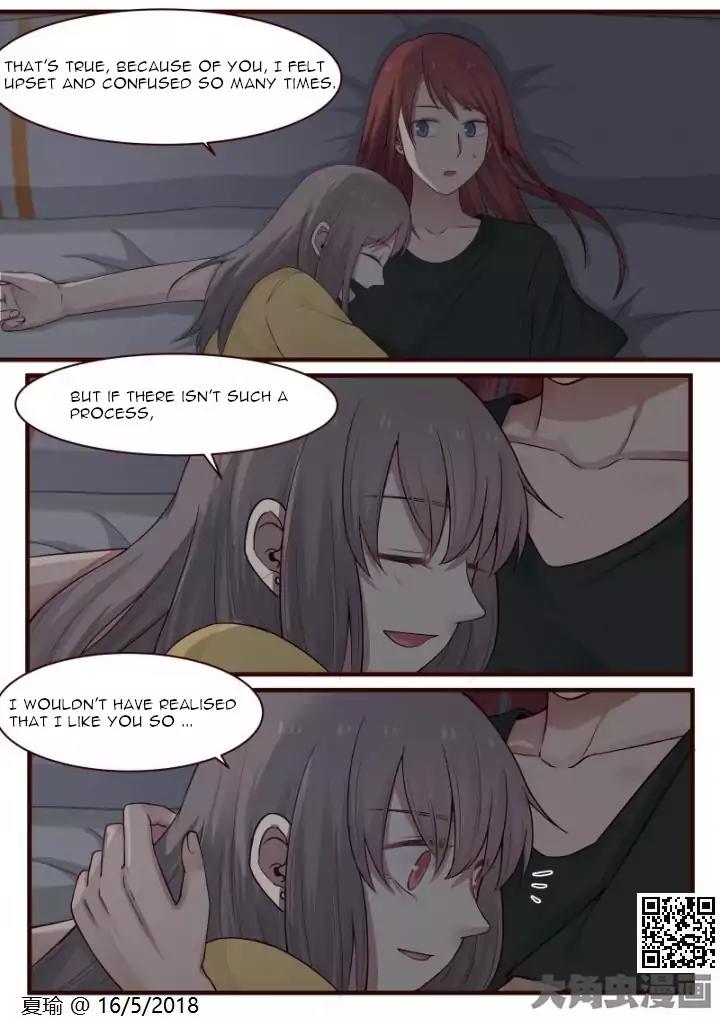 THAT'S TRUE, BECAUSE OF YOU, I FELT
UPSET AND CONFUSED SO MANY TIMES.
BUT IF THERE ISN'T SUCH A
PROCESS,
I WOULDN'T HAVE REALISED
THAT I LIKE YOU SO ...
大角虫漫画
夏瑜 @ 16/5/2018